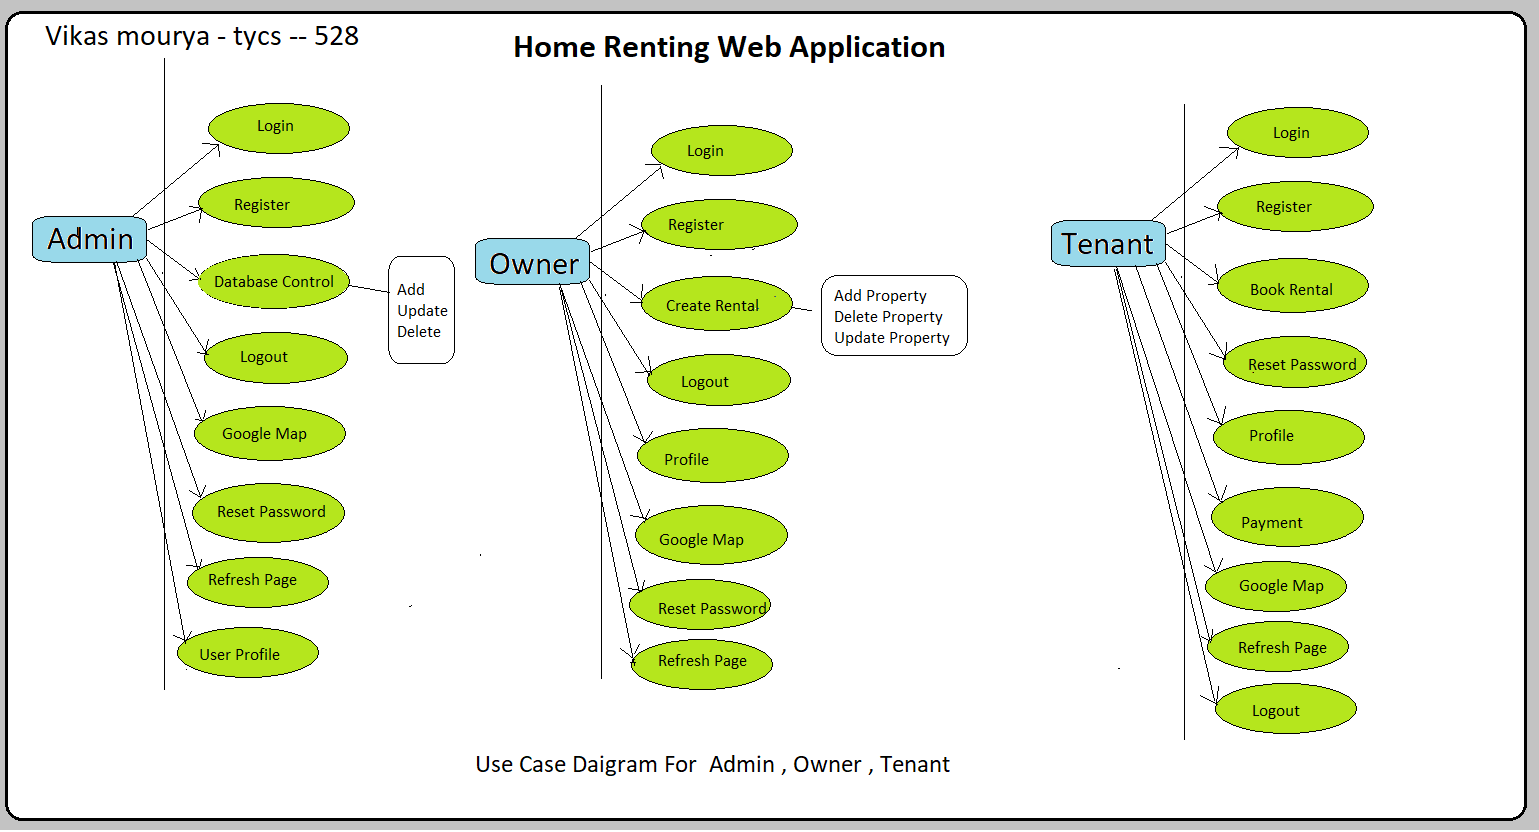 Vikas mourya - tycs -- 528
Home Renting Web Application
Admin
Login
Register
Database Control
Add
Update
Delete
Logout
Google Map
Reset Password
Refresh Page
User Profile
Owner
Login
Register
Create Rental
Add Property
Delete Property
Update Property
Logout
Profile
Google Map
Reset Password
Refresh Page
Tenant
Login
Register
Book Rental
Reset Password
Profile
Payment
Google Map
Refresh Page
Logout
Use Case Daigram For Admin , Owner , Tenant